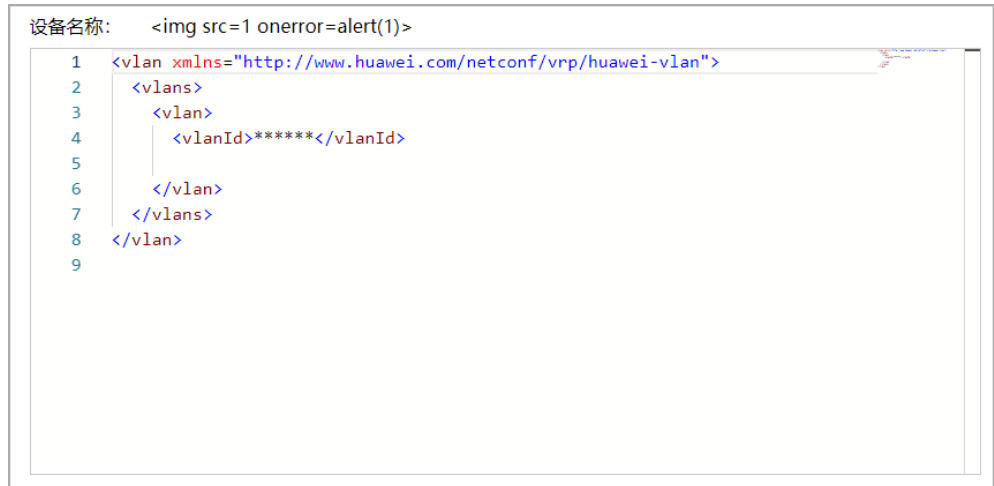 设备名称: <img src=1 onerror=alert(1)>
1 <vlan xmlns="http://www.huawei.com/netconf/vrp/huawei-vlan">
2 <vlans>
3 <vlan>
4 <vlanId>******</vlanId>
5
6 </vlan>
7 </vlans>
8 </vlan>
9